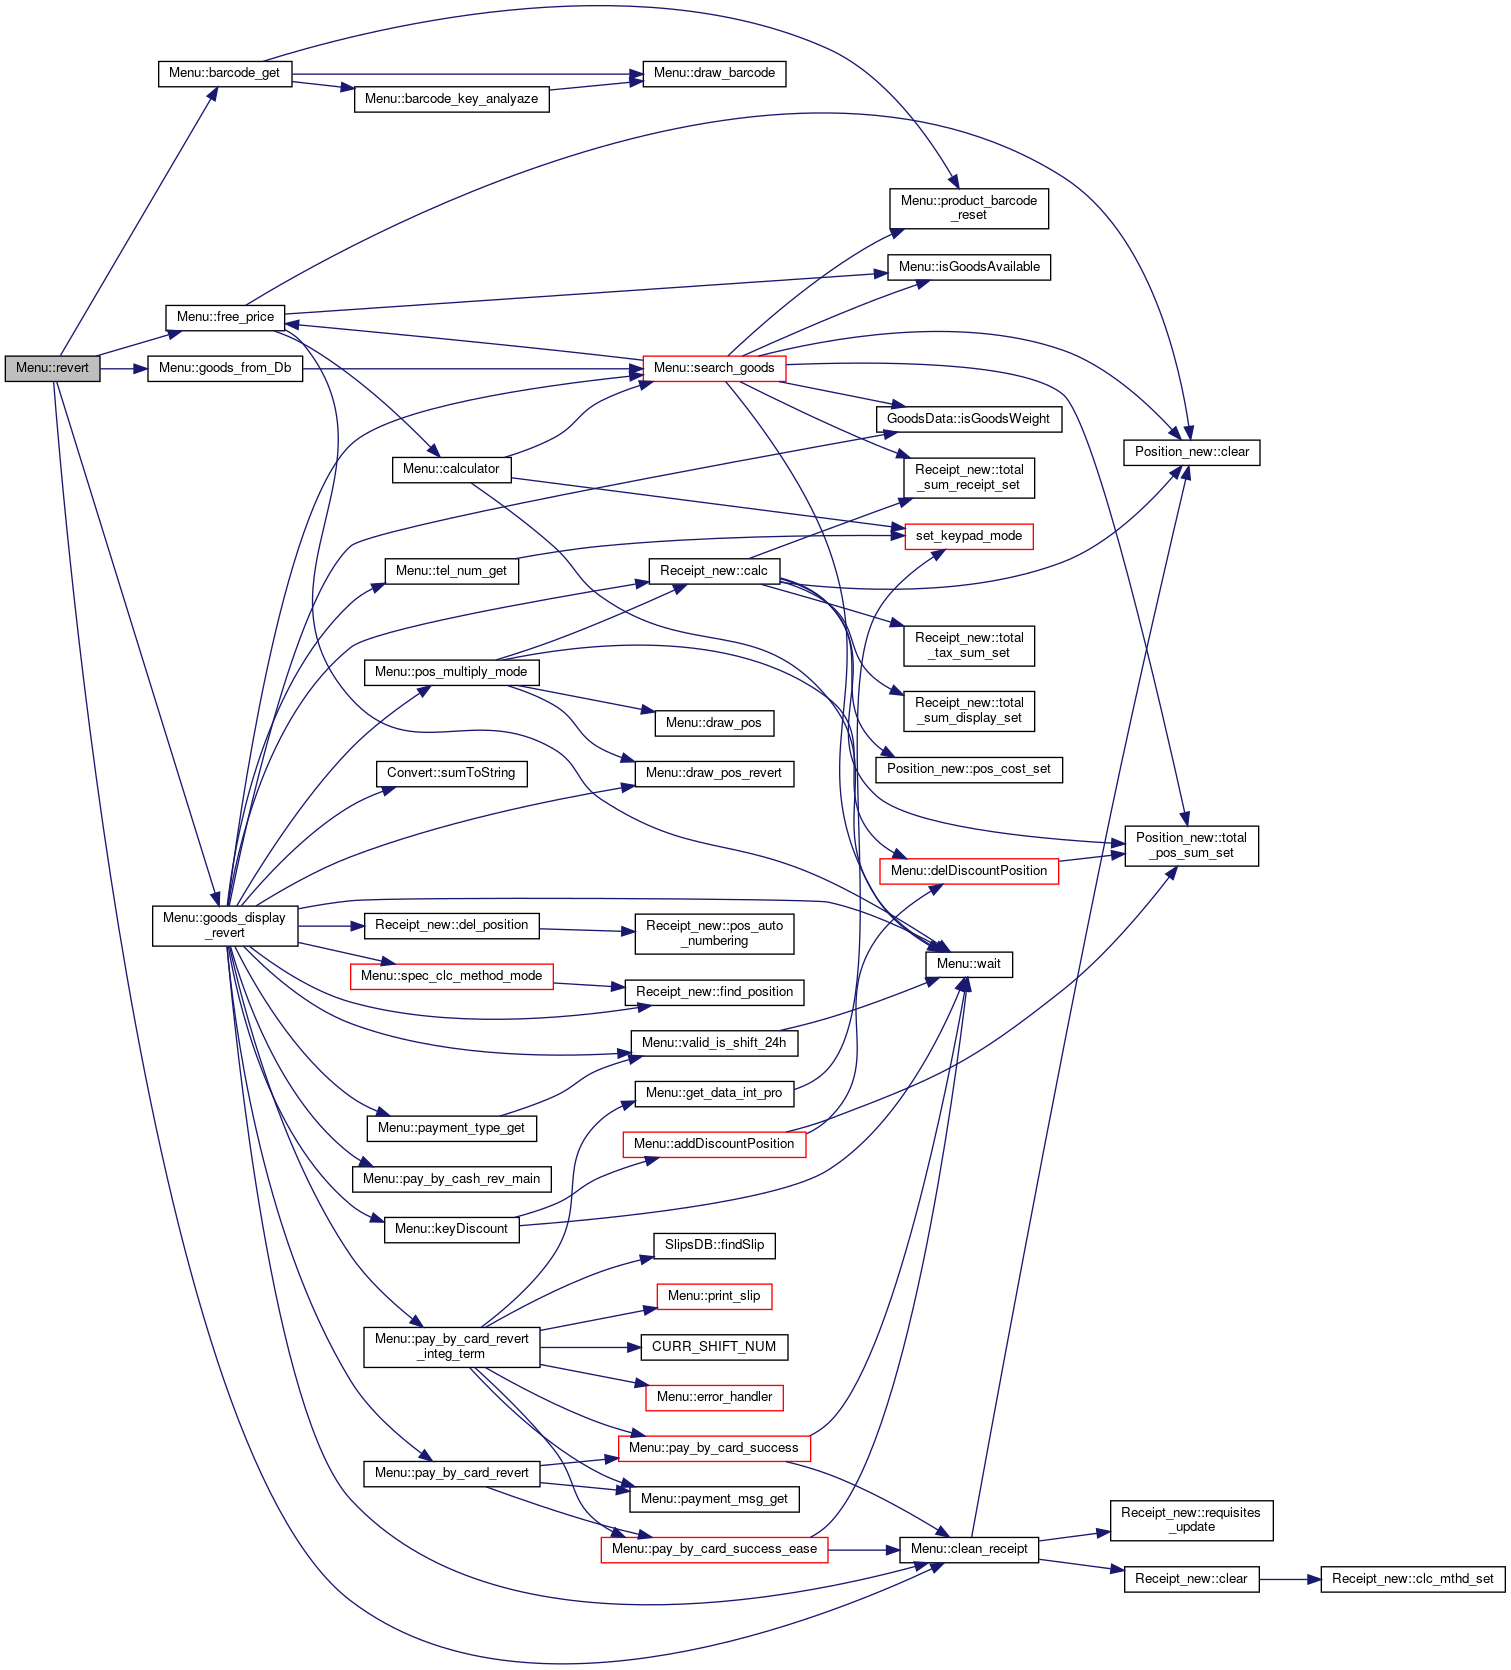 Menu::barcode_get
Menu::draw_barcode
Menu::barcode_key_analyaze
Menu::product_barcode
_reset
Menu::isGoodsAvailable
Menu::free_price
Menu::revert
Menu::goods_from_Db
Menu::search_goods
GoodsData::isGoodsWeight
Position_new::clear
Menu::calculator
Receipt_new::total
_sum_receipt_set
set_keypad_mode
Menu::tel_num_get
Receipt_new::calc
Receipt_new::total
_tax_sum_set
Menu::pos_multiply_mode
Receipt_new::total
_sum_display_set
Menu::draw_pos
Convert::sumToString
Menu::draw_pos_revert
Position_new::pos_cost_set
Position_new::total
_pos_sum_set
Menu::delDiscountPosition
Menu::goods_display
_revert
Receipt_new::del_position
Receipt_new::pos_auto
_numbering
Menu::wait
Menu::spec_clc_method_mode
Receipt_new::find_position
Menu::valid_is_shift_24h
Menu::get_data_int_pro
Menu::payment_type_get
Menu::addDiscountPosition
Menu::pay_by_cash_rev_main
Menu::keyDiscount
SlipsDB::findSlip
Menu::print_slip
Menu::pay_by_card_revert
_integ_term
CURR_SHIFT_NUM
Menu::error_handler
Menu::pay_by_card_success
Menu::pay_by_card_revert
Menu::payment_msg_get
Receipt_new::requisites
_update
Menu::pay_by_card_success_ease
Menu::clean_receipt
Receipt_new::clear
Receipt_new::clc_mthd_set